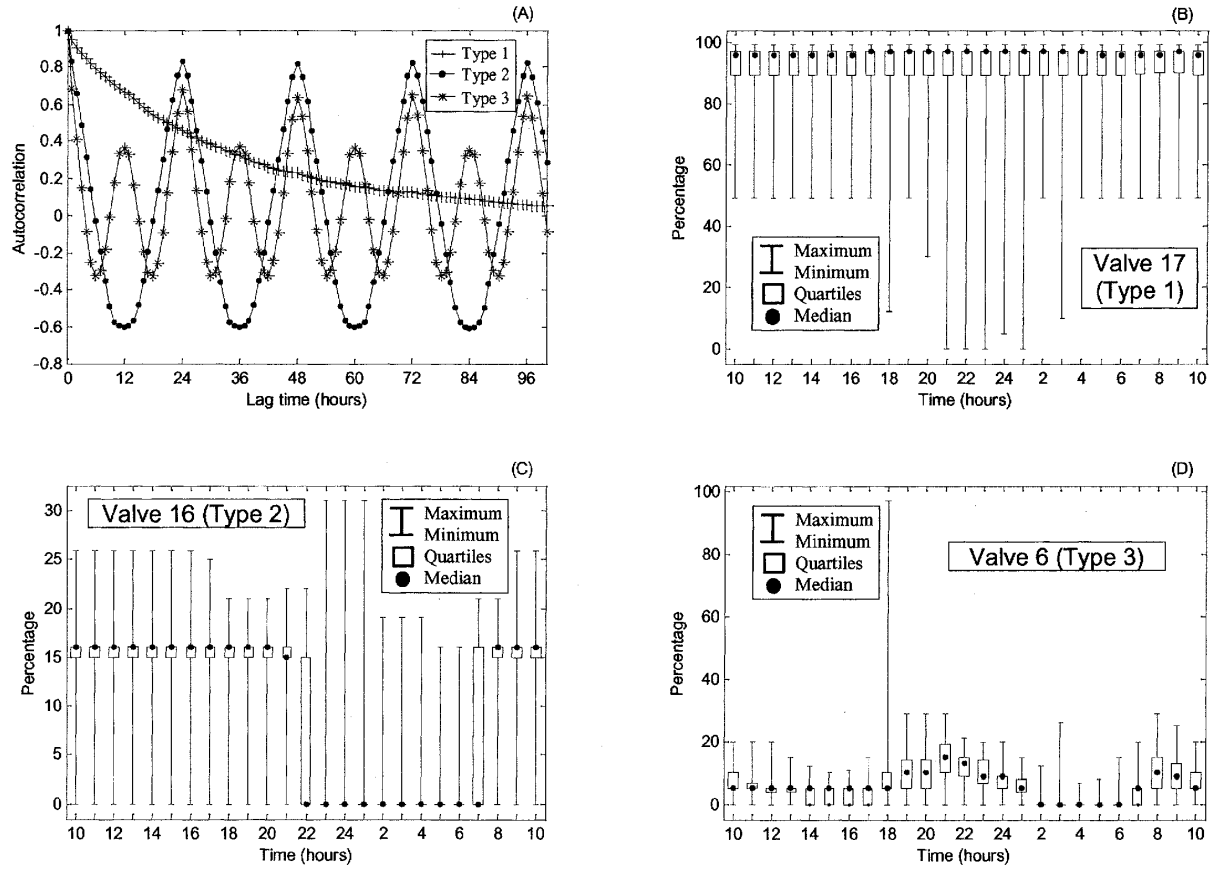 (A)
1
0.8
0.6
0.4
0.2
0
-0.2
-0.4
-0.6
-0.8
Autocorrelation
Type 1
Type 2
Type 3
0 12 24 36 48 60 72 84 96
Lag time (hours)
(B)
100
80
60
40
20
0
Percentage
Maximum
Minimum
Quartiles
Median
Valve 17
(Type 1)
10 12 14 16 18 20 22 24 2 4 6 8 10
Time (hours)
(C)
30
25
20
15
10
5
0
Percentage
Valve 16 (Type 2)
Maximum
Minimum
Quartiles
Median
10 12 14 16 18 20 22 24 2 4 6 8 10
Time (hours)
(D)
100
80
60
40
20
0
Percentage
Maximum
Minimum
Quartiles
Median
Valve 6 (Type 3)
10 12 14 16 18 20 22 24 2 4 6 8 10
Time (hours)